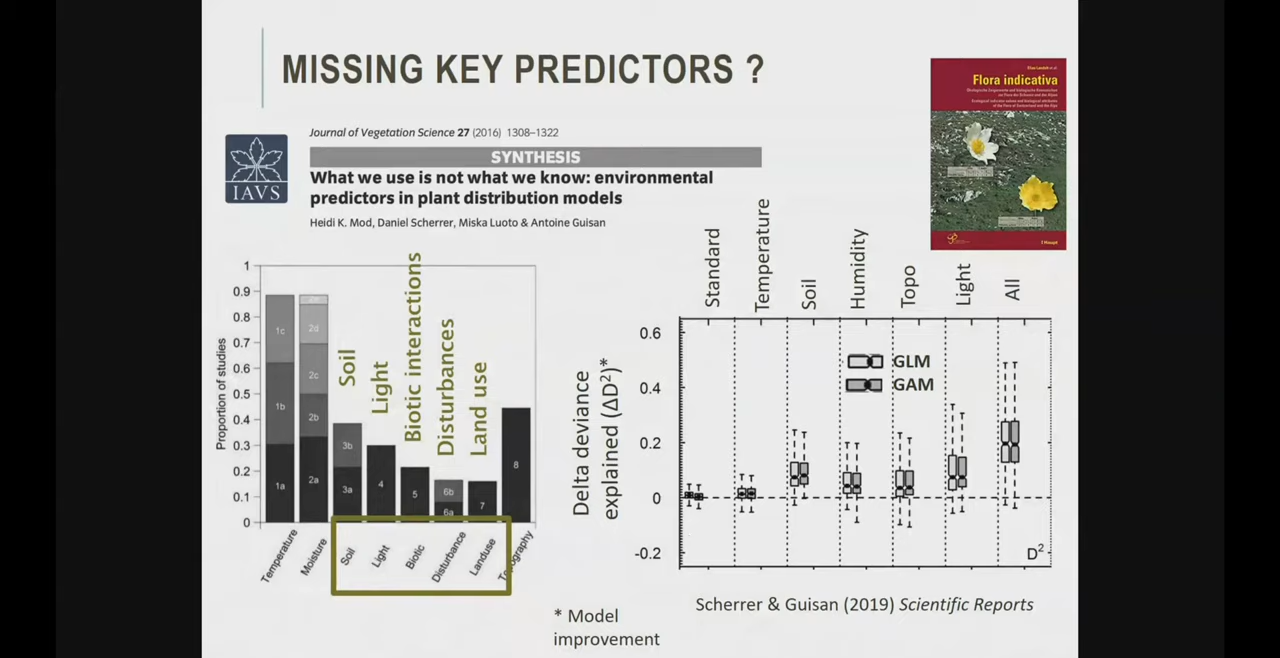 MISSING KEY PREDICTORS ?
Journal of Vegetation Science 27 (2016) 1308–1322
SYNTHESIS
What we use is not what we know: environmental
predictors in plant distribution models
Heidi K. Mod, Daniel Scherrer, Miska Luoto & Antoine Guisan
IAVS
Flora indicativa
Proportion of studies
1
0.9
0.8
0.7
0.6
0.5
0.4
0.3
0.2
0.1
0
1c
1b
1a
2d
2c
2b
2a
3b
3a
4
5
6b
6a
7
8
Soil
Light
Biotic interactions
Disturbances
Land use
Temperature
Moisture
Soil
Light
Biotic
Disturbance
Landuse
Topography
Standard
Temperature
Soil
Humidity
Topo
Light
All
Delta deviance
explained (ΔD²)*
0.6
0.4
0.2
0
-0.2
GLM
GAM
D²
Scherrer & Guisan (2019) Scientific Reports
* Model
improvement